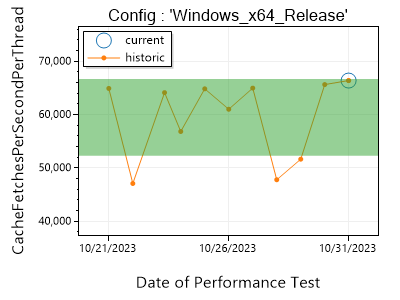 Config : 'Windows_x64_Release'
CacheFetchesPerSecondPerThread
current
historic
70,000
60,000
50,000
40,000
10/21/2023
10/26/2023
10/31/2023
Date of Performance Test